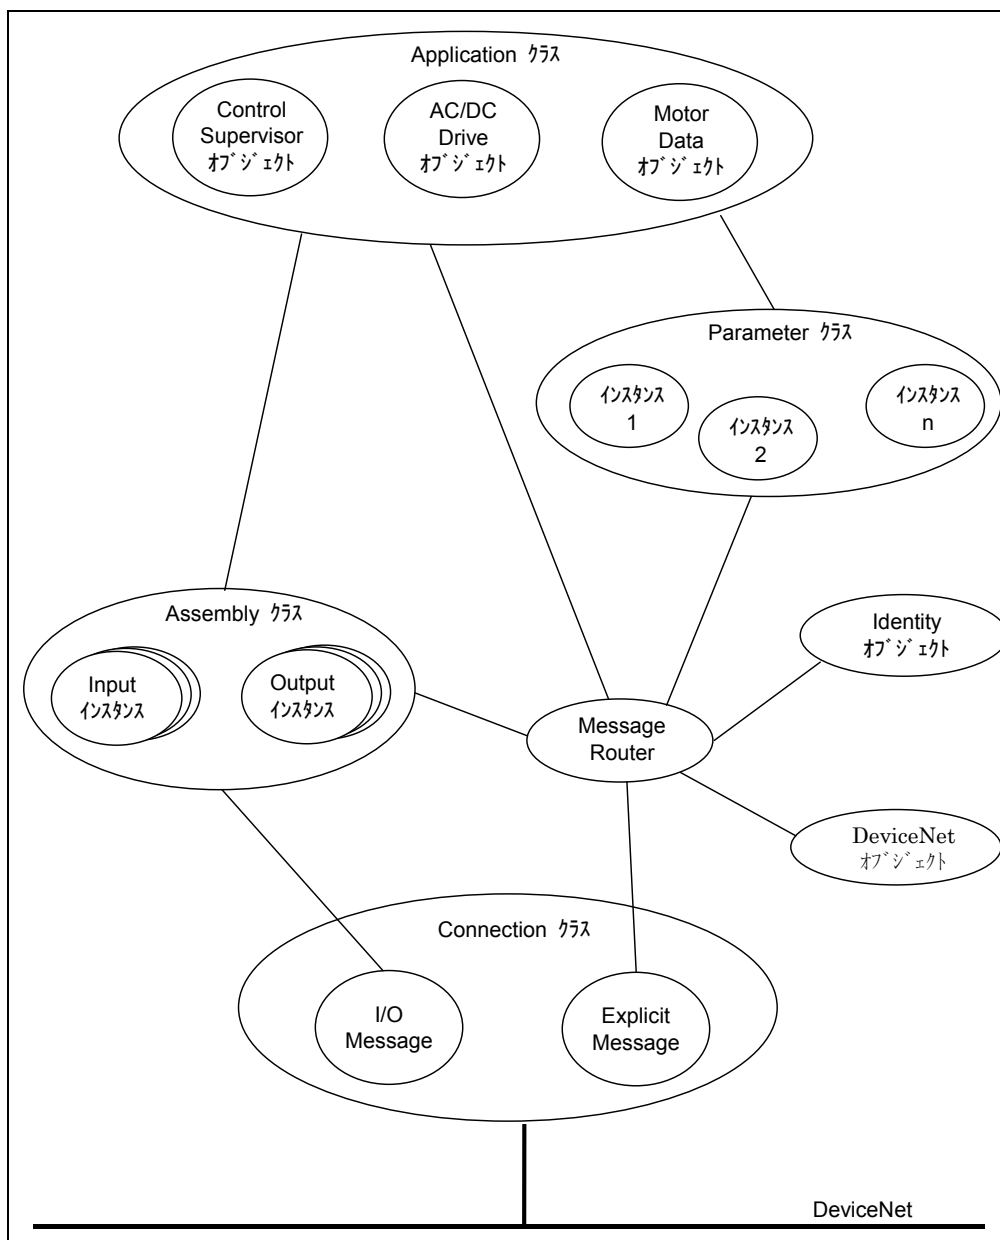 Application ｸﾗｽ
Control
Supervisor
ｵﾌﾞｼﾞｪｸﾄ
AC/DC
Drive
ｵﾌﾞｼﾞｪｸﾄ
Motor
Data
ｵﾌﾞｼﾞｪｸﾄ
Parameter ｸﾗｽ
ｲﾝｽﾀﾝｽ
1
ｲﾝｽﾀﾝｽ
2
ｲﾝｽﾀﾝｽ
n
Assembly ｸﾗｽ
Input
ｲﾝｽﾀﾝｽ
Output
ｲﾝｽﾀﾝｽ
Identity
ｵﾌﾞｼﾞｪｸﾄ
Message
Router
DeviceNet
ｵﾌﾞｼﾞｪｸﾄ
Connection ｸﾗｽ
I/O
Message
Explicit
Message
DeviceNet